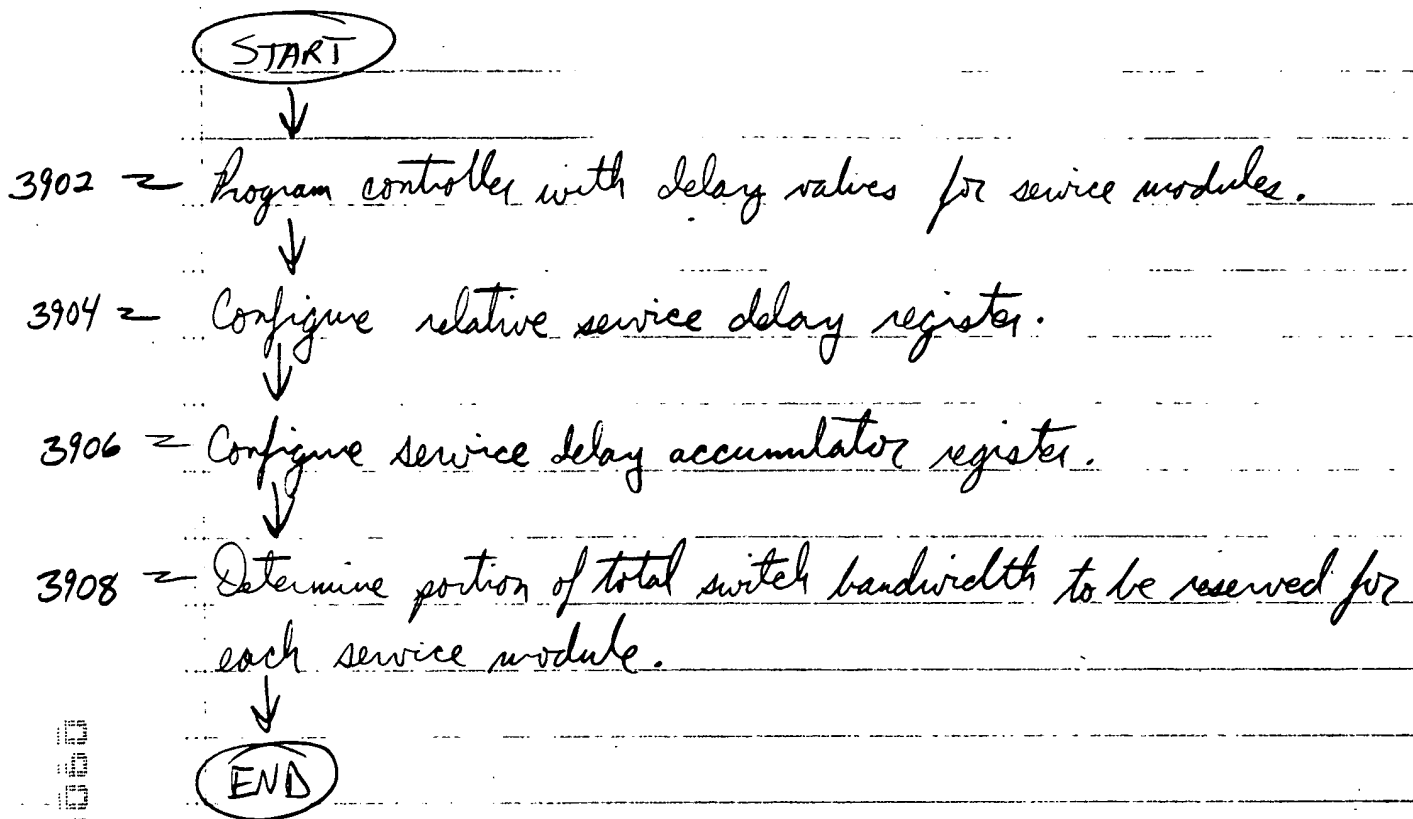 START
3902 Program controller with delay values for service modules.
3904 Configure relative service delay register.
3906 Configure service delay accumulator register.
3908 Determine portion of total switch bandwidth to be reserved for
each service module.
END